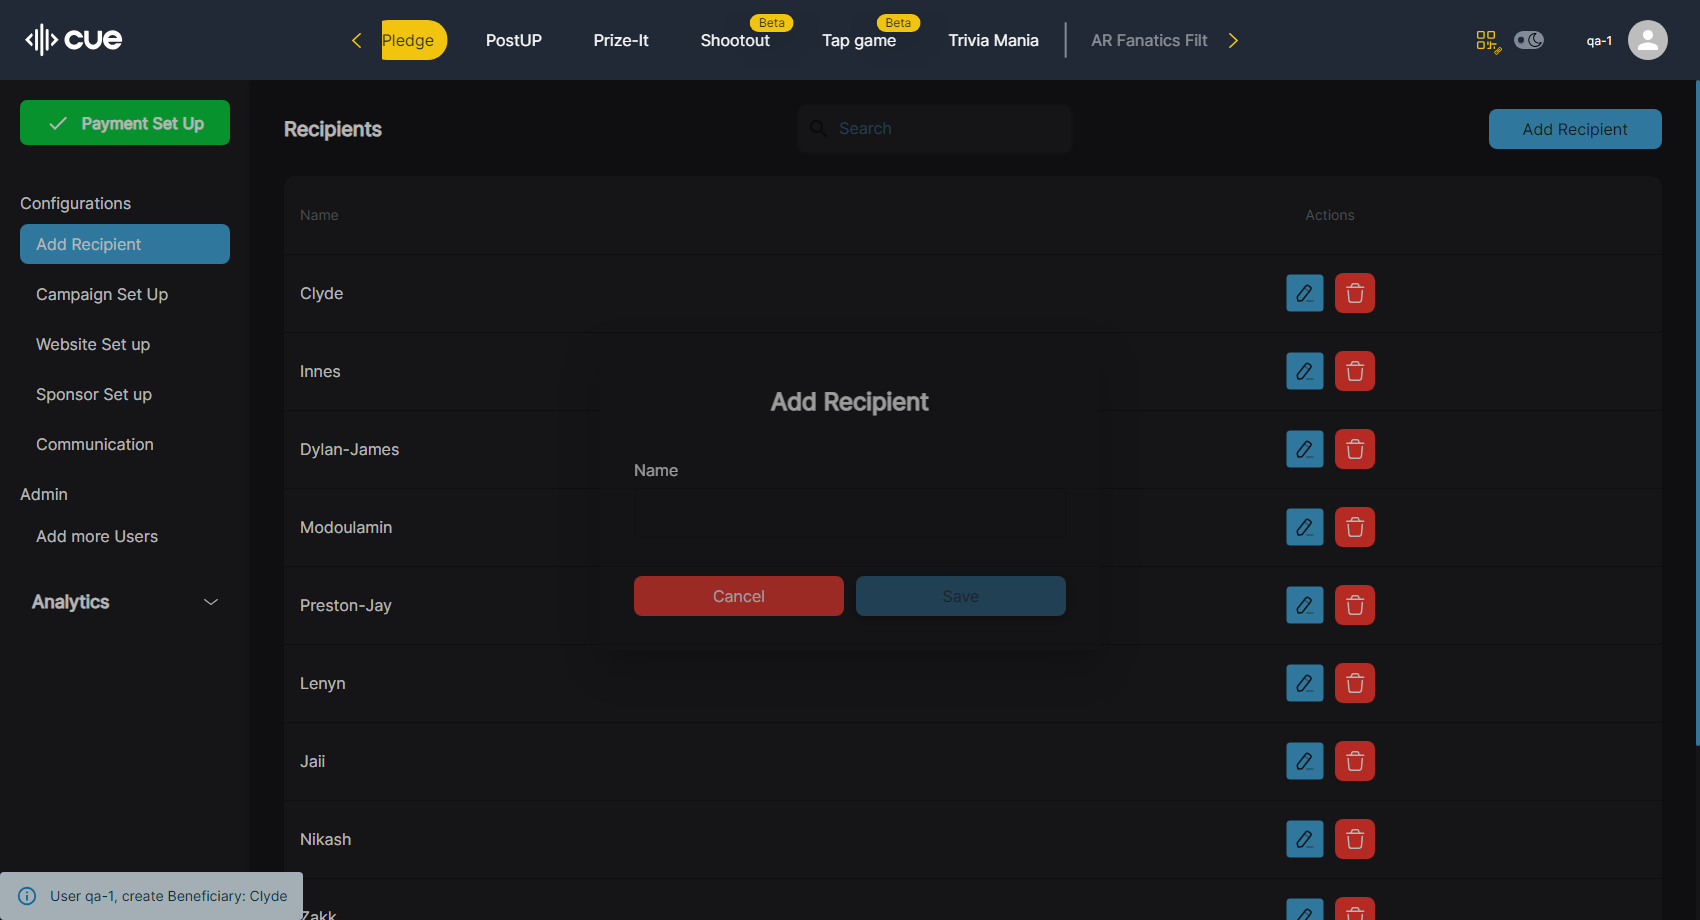 cue
Pledge
PostUP
Prize-It
Shootout
Beta
Tap game
Beta
Trivia Mania
AR Fanatics Filt
qa-1
Payment Set Up
Configurations
Add Recipient
Campaign Set Up
Website Set up
Sponsor Set up
Communication
Admin
Add more Users
Analytics
Recipients
Search
Add Recipient
Name
Actions
Clyde
Innes
Dylan-James
Modoulamin
Preston-Jay
Lenyn
Jaii
Nikash
Zakk
Add Recipient
Name
Cancel
Save
User qa-1, create Beneficiary: Clyde